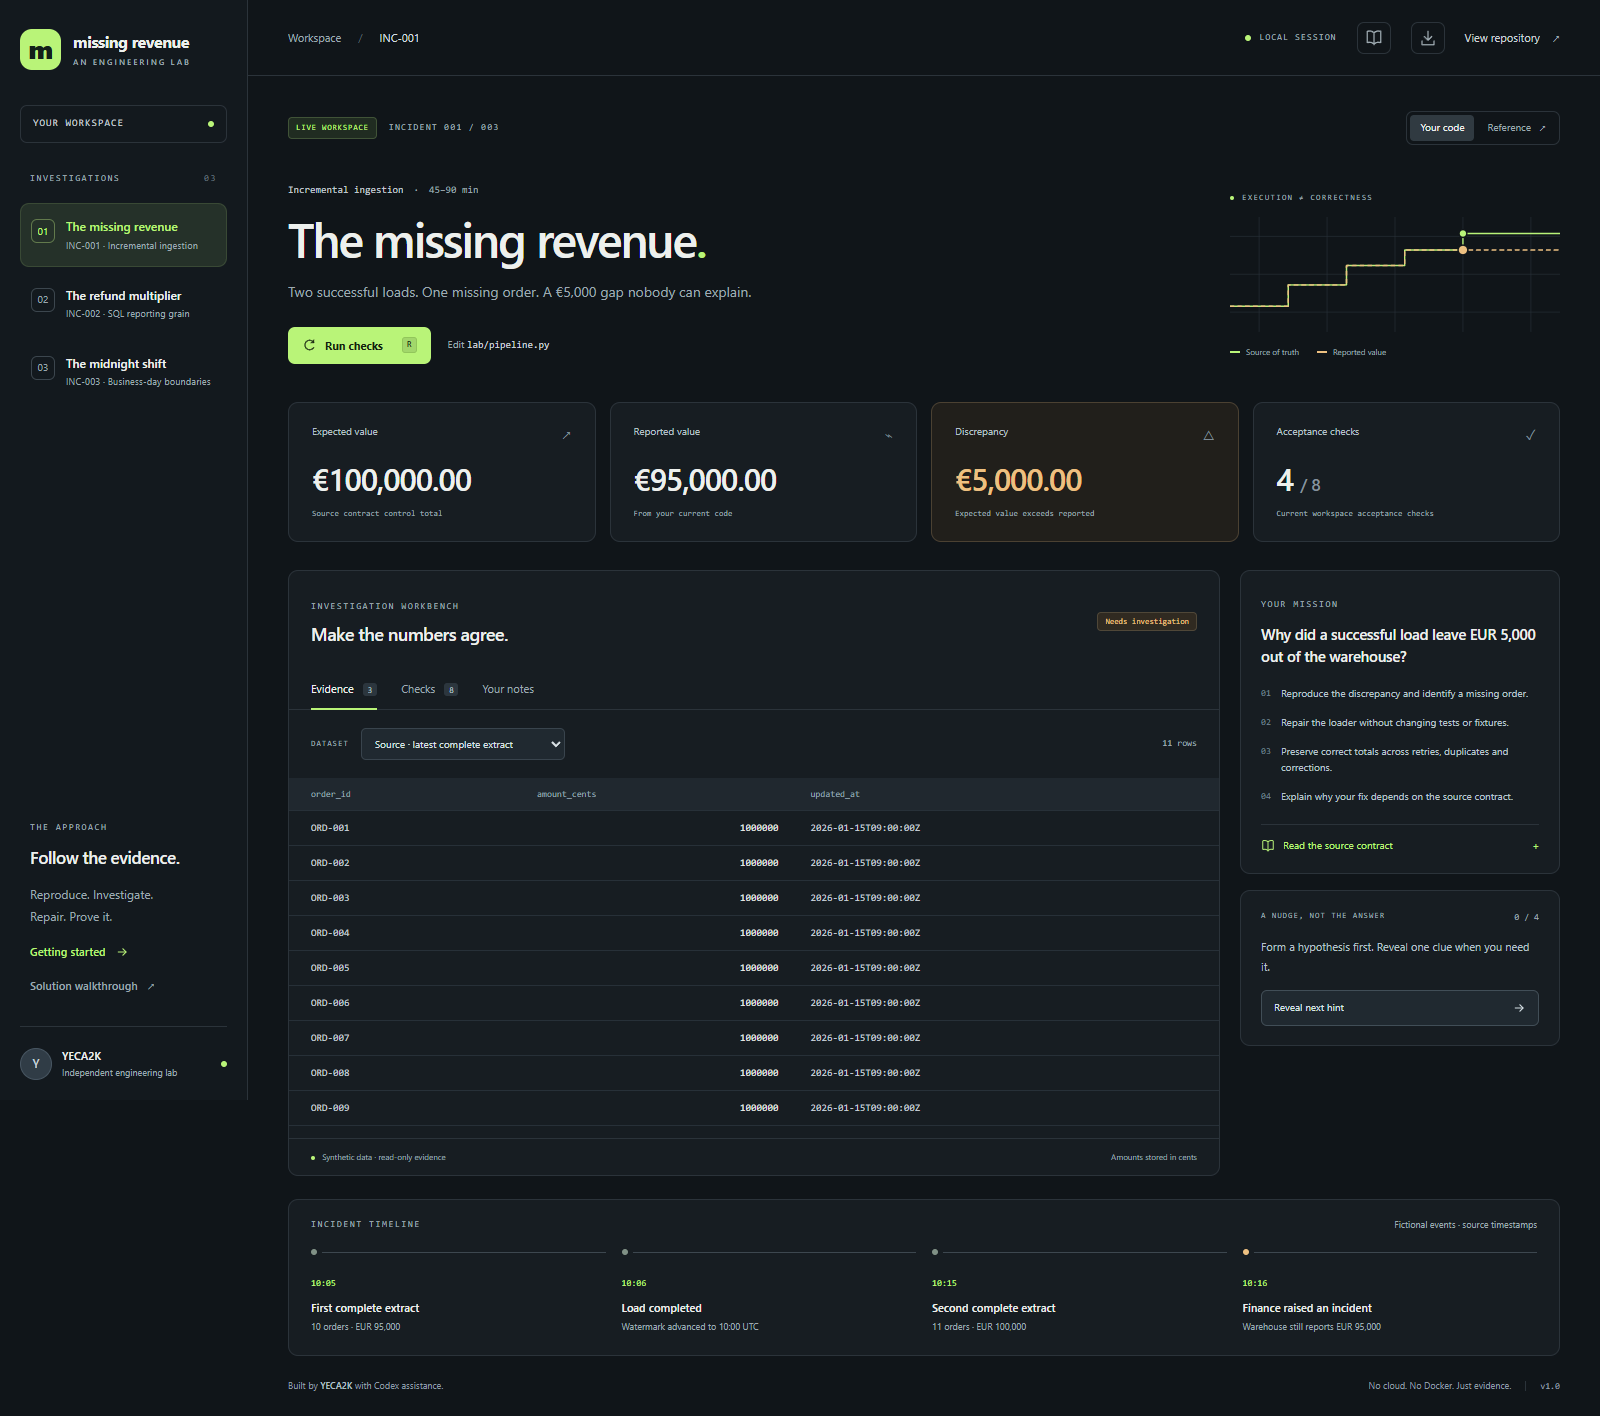 m
missing revenue
AN ENGINEERING LAB
YOUR WORKSPACE
INVESTIGATIONS 03
01 The missing revenue
INC-001 · Incremental ingestion
02 The refund multiplier
INC-002 · SQL reporting grain
03 The midnight shift
INC-003 · Business-day boundaries
THE APPROACH
Follow the evidence.
Reproduce. Investigate.
Repair. Prove it.
Getting started →
Solution walkthrough ↗
Y YECA2K
Independent engineering lab
Workspace / INC-001
LOCAL SESSION
View repository ↗
LIVE WORKSPACE INCIDENT 001 / 003
Your code Reference ↗
Incremental ingestion · 45–90 min
The missing revenue.
Two successful loads. One missing order. A €5,000 gap nobody can explain.
Run checks R Edit lab/pipeline.py
EXECUTION ≠ CORRECTNESS
Source of truth Reported value
Expected value ↗
€100,000.00
Source contract control total
Reported value
€95,000.00
From your current code
Discrepancy △
€5,000.00
Expected value exceeds reported
Acceptance checks ✓
4 / 8
Current workspace acceptance checks
INVESTIGATION WORKBENCH
Make the numbers agree.
Needs investigation
Evidence 3 Checks 8 Your notes
DATASET Source · latest complete extract 11 rows
order_id amount_cents updated_at
ORD-001 1000000 2026-01-15T09:00:00Z
ORD-002 1000000 2026-01-15T09:00:00Z
ORD-003 1000000 2026-01-15T09:00:00Z
ORD-004 1000000 2026-01-15T09:00:00Z
ORD-005 1000000 2026-01-15T09:00:00Z
ORD-006 1000000 2026-01-15T09:00:00Z
ORD-007 1000000 2026-01-15T09:00:00Z
ORD-008 1000000 2026-01-15T09:00:00Z
ORD-009 1000000 2026-01-15T09:00:00Z
Synthetic data · read-only evidence Amounts stored in cents
YOUR MISSION
Why did a successful load leave EUR 5,000
out of the warehouse?
01 Reproduce the discrepancy and identify a missing order.
02 Repair the loader without changing tests or fixtures.
03 Preserve correct totals across retries, duplicates and
corrections.
04 Explain why your fix depends on the source contract.
Read the source contract +
A NUDGE, NOT THE ANSWER 0 / 4
Form a hypothesis first. Reveal one clue when you need
it.
Reveal next hint →
INCIDENT TIMELINE Fictional events · source timestamps
10:05
First complete extract
10 orders · EUR 95,000
10:06
Load completed
Watermark advanced to 10:00 UTC
10:15
Second complete extract
11 orders · EUR 100,000
10:16
Finance raised an incident
Warehouse still reports EUR 95,000
Built by YECA2K with Codex assistance.
No cloud. No Docker. Just evidence. v1.0